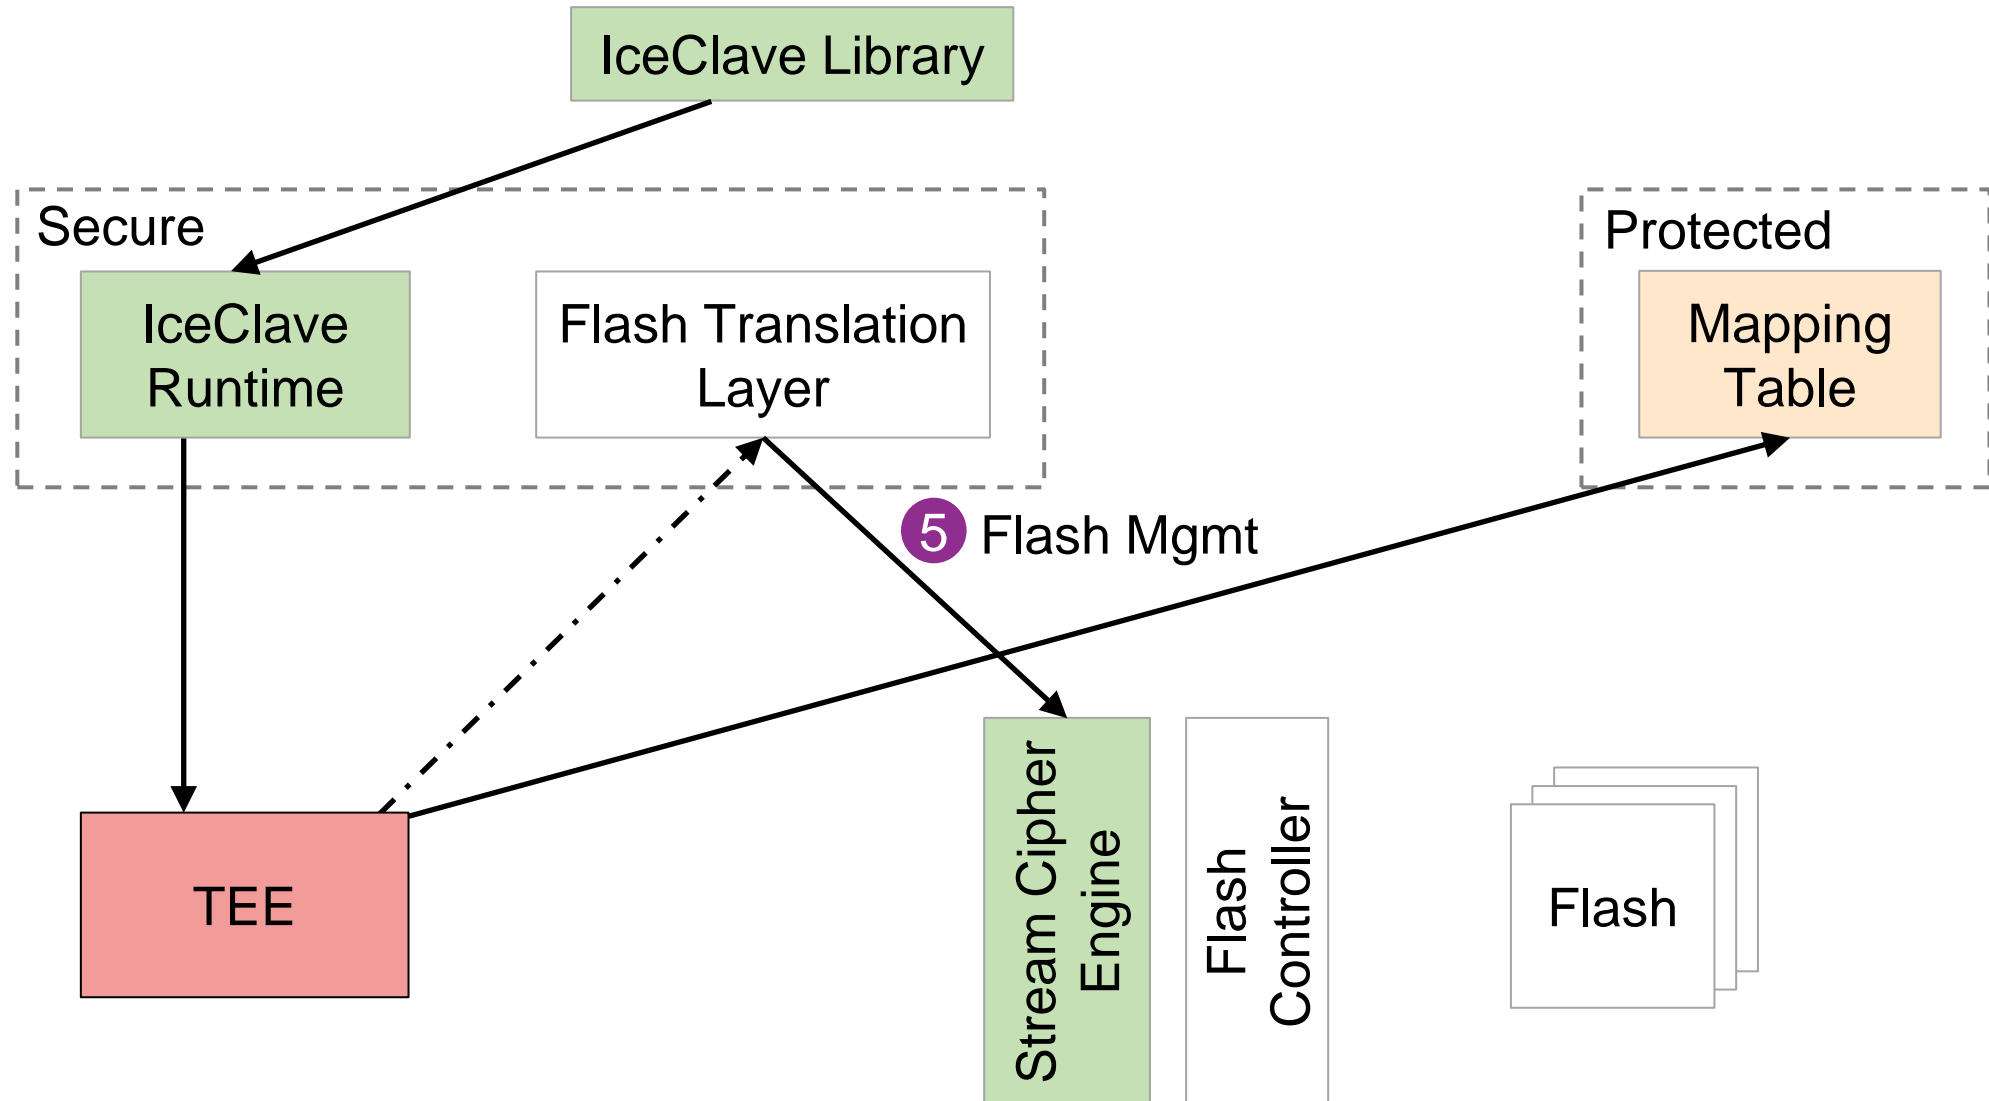 IceClave Library
Secure
Protected
IceClave
Runtime
Flash Translation
Layer
Mapping
Table
5 Flash Mgmt
TEE
Stream Cipher
Engine
Flash
Controller
Flash